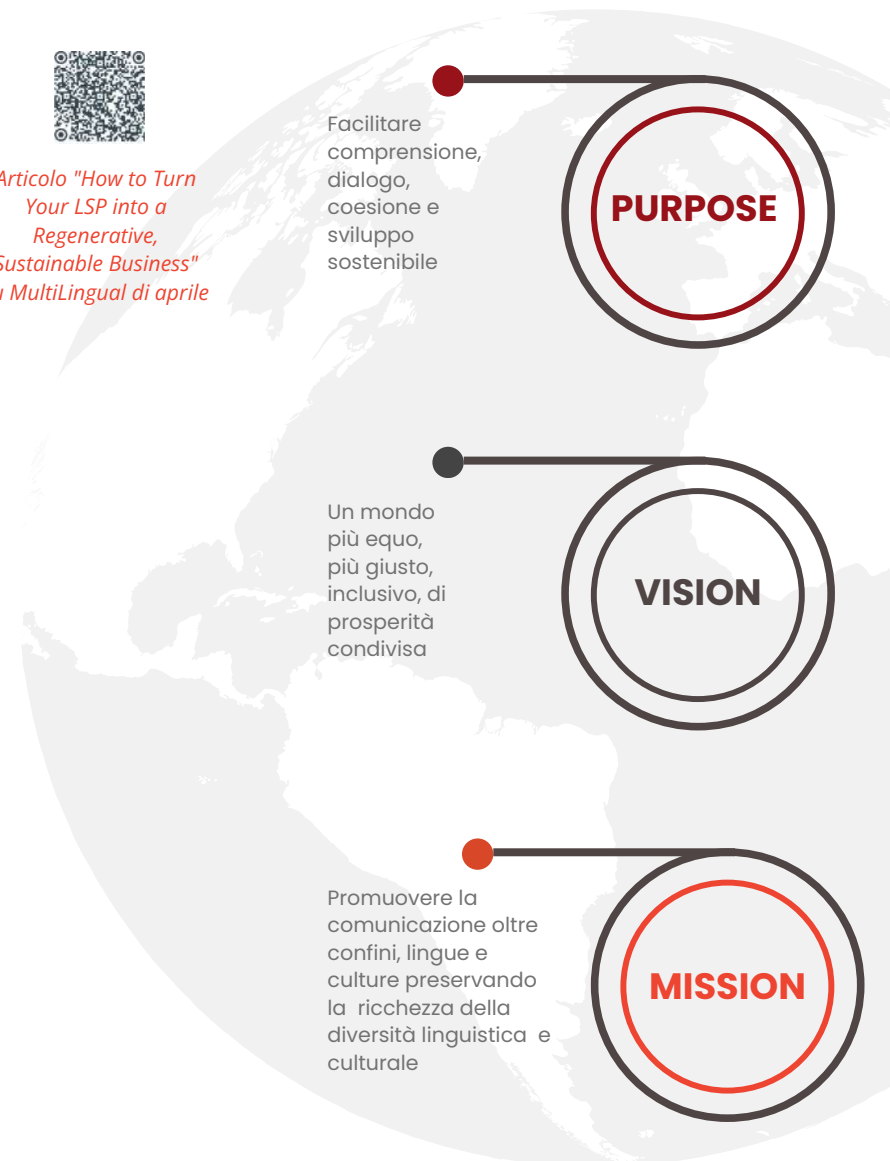 Articolo "How to Turn
Your LSP into a
Regenerative,
Sustainable Business"
MultiLingual di aprile
Facilitare
comprensione,
dialogo,
coesione e
sviluppo
sostenibile
PURPOSE
Un mondo
più equo,
più giusto,
inclusivo, di
prosperità
condivisa
VISION
Promuovere la
comunicazione oltre
confini, lingue e
culture preservando
la  ricchezza della
diversità linguistica  e
culturale
MISSION